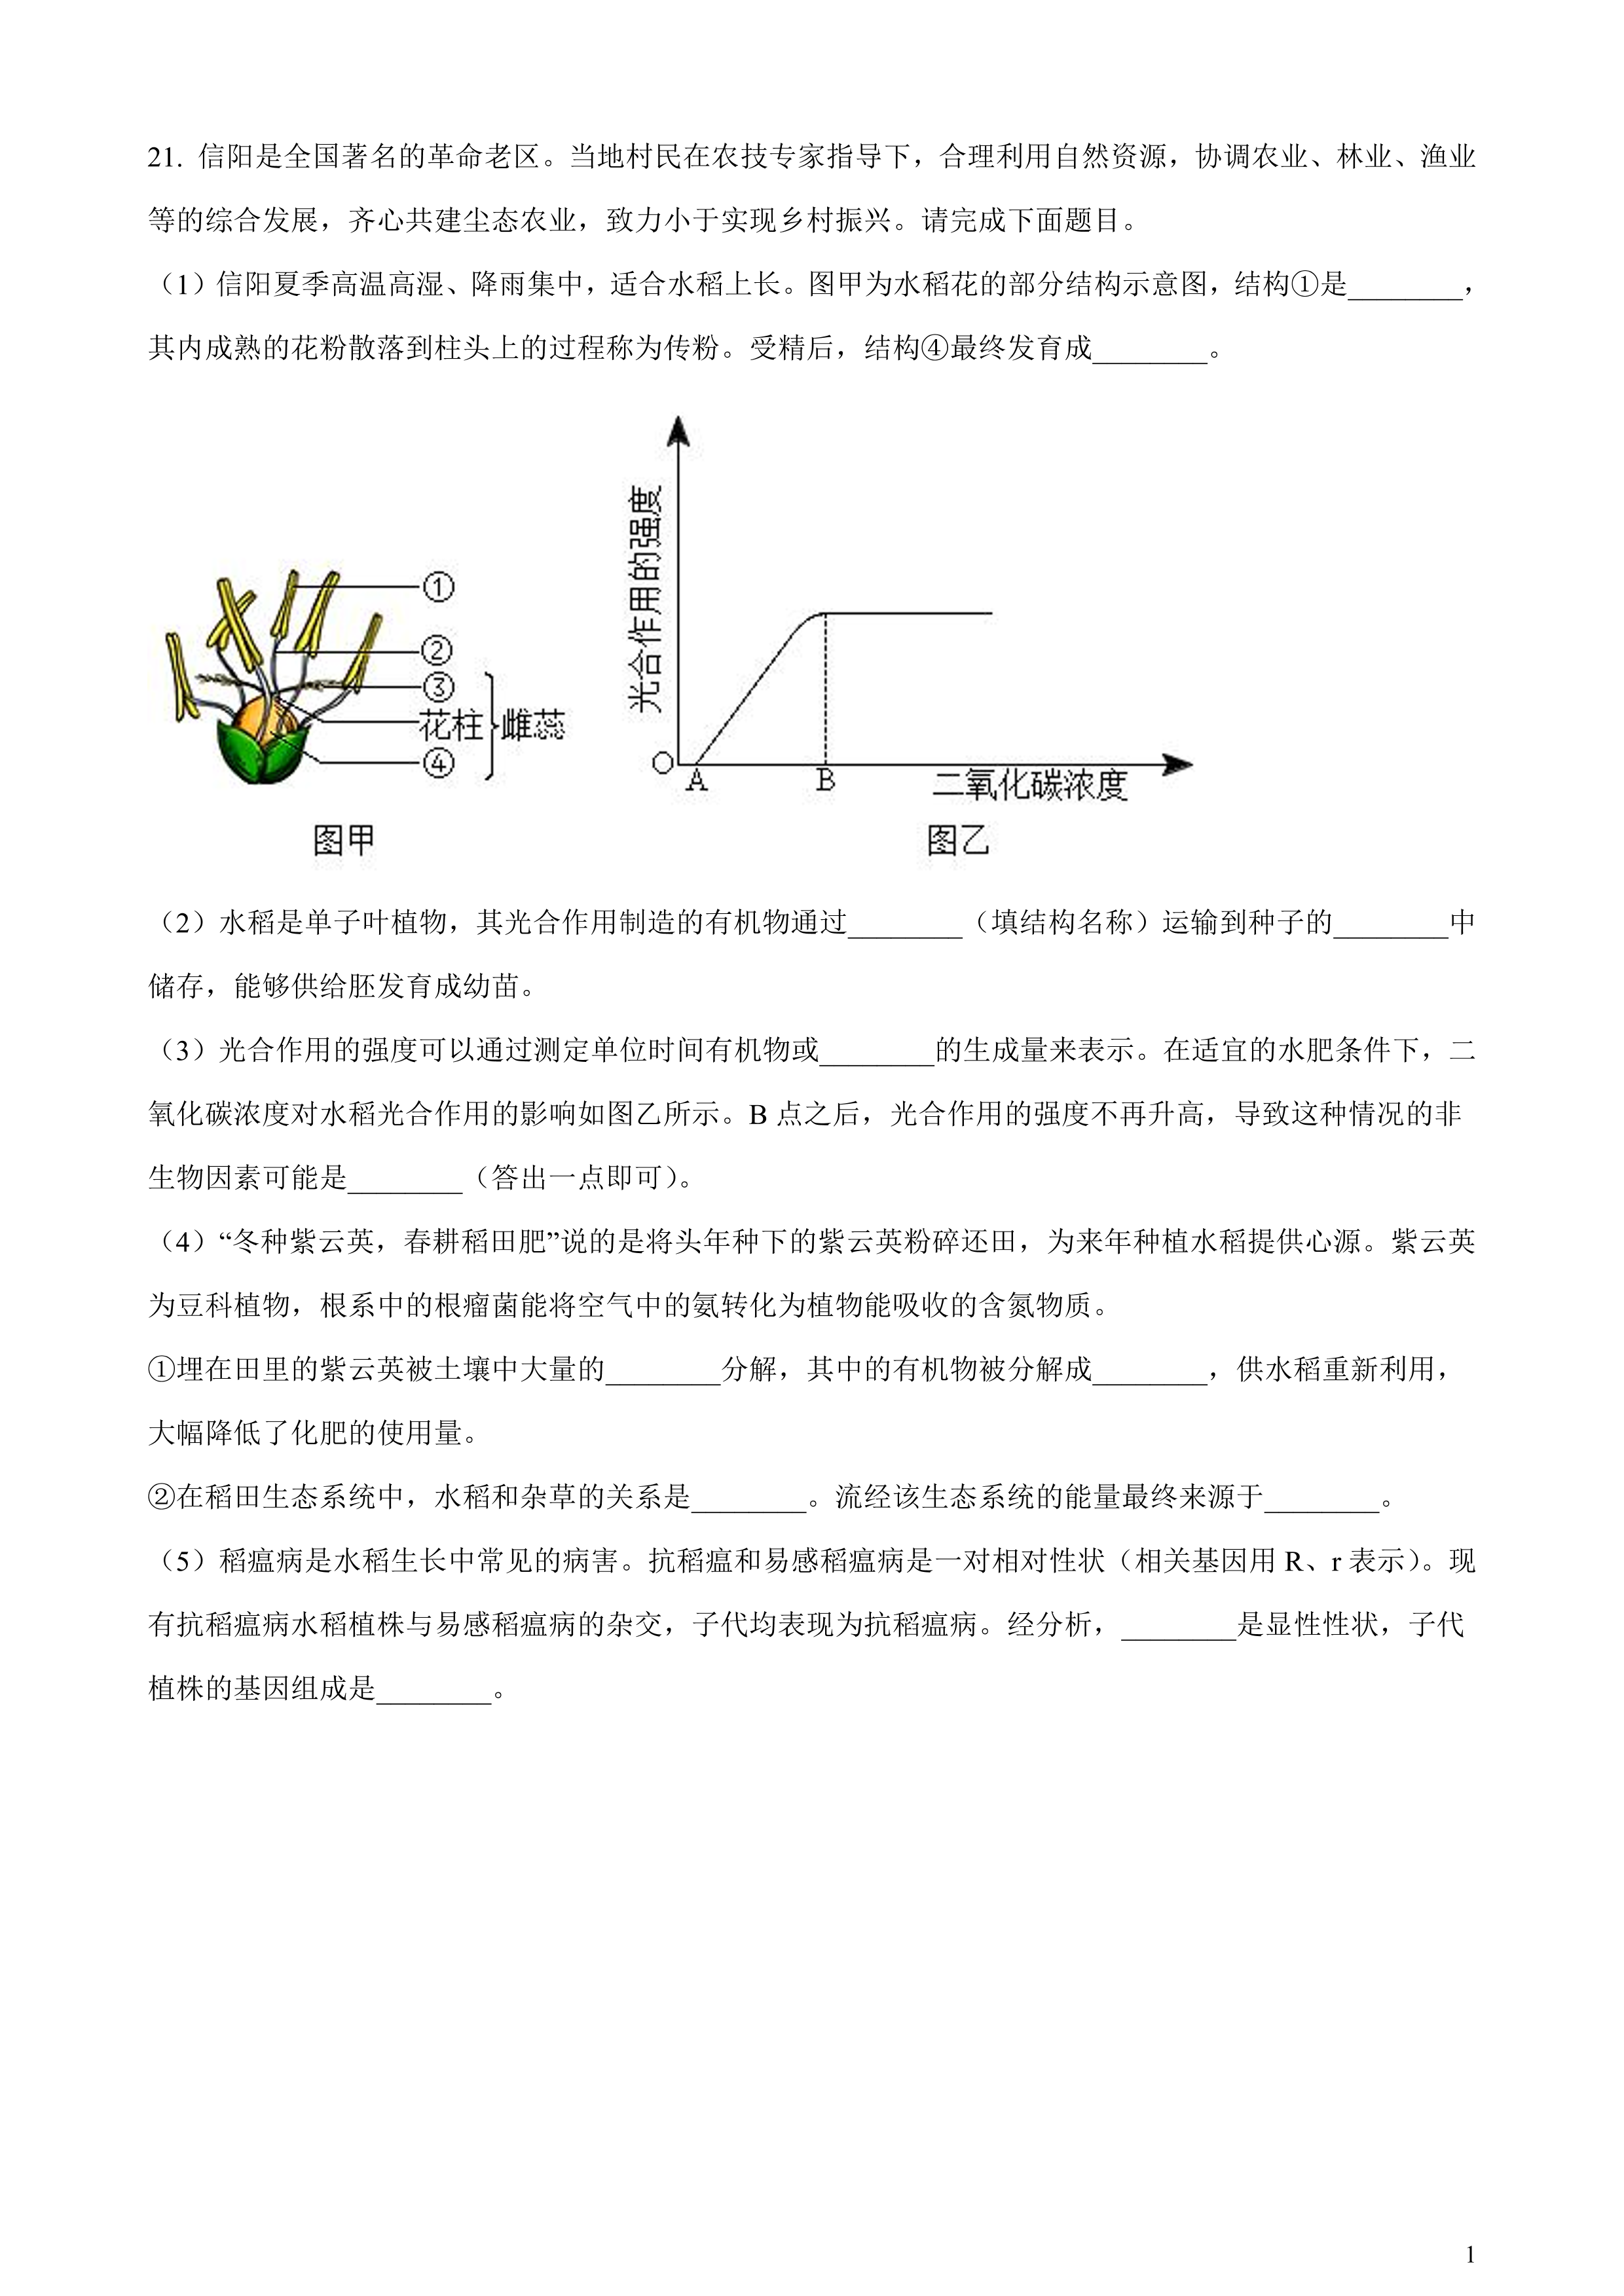 21. 信阳是全国著名的革命老区。当地村民在农技专家指导下，合理利用自然资源，协调农业、林业、渔业
等的综合发展，齐心共建尘态农业，致力小于实现乡村振兴。请完成下面题目。
（1）信阳夏季高温高湿、降雨集中，适合水稻上长。图甲为水稻花的部分结构示意图，结构①是________，
其内成熟的花粉散落到柱头上的过程称为传粉。受精后，结构④最终发育成________。
①
②
③
花柱
④
雌蕊
图甲
光合作用的强度
O
A
B
二氧化碳浓度
图乙
（2）水稻是单子叶植物，其光合作用制造的有机物通过________（填结构名称）运输到种子的________中
储存，能够供给胚发育成幼苗。
（3）光合作用的强度可以通过测定单位时间有机物或________的生成量来表示。在适宜的水肥条件下，二
氧化碳浓度对水稻光合作用的影响如图乙所示。B 点之后，光合作用的强度不再升高，导致这种情况的非
生物因素可能是________（答出一点即可）。
（4）“冬种紫云英，春耕稻田肥”说的是将头年种下的紫云英粉碎还田，为来年种植水稻提供心源。紫云英
为豆科植物，根系中的根瘤菌能将空气中的氨转化为植物能吸收的含氮物质。
①埋在田里的紫云英被土壤中大量的________分解，其中的有机物被分解成________，供水稻重新利用，
大幅降低了化肥的使用量。
②在稻田生态系统中，水稻和杂草的关系是________。流经该生态系统的能量最终来源于________。
（5）稻瘟病是水稻生长中常见的病害。抗稻瘟和易感稻瘟病是一对相对性状（相关基因用 R、r 表示）。现
有抗稻瘟病水稻植株与易感稻瘟病的杂交，子代均表现为抗稻瘟病。经分析，________是显性性状，子代
植株的基因组成是________。
1